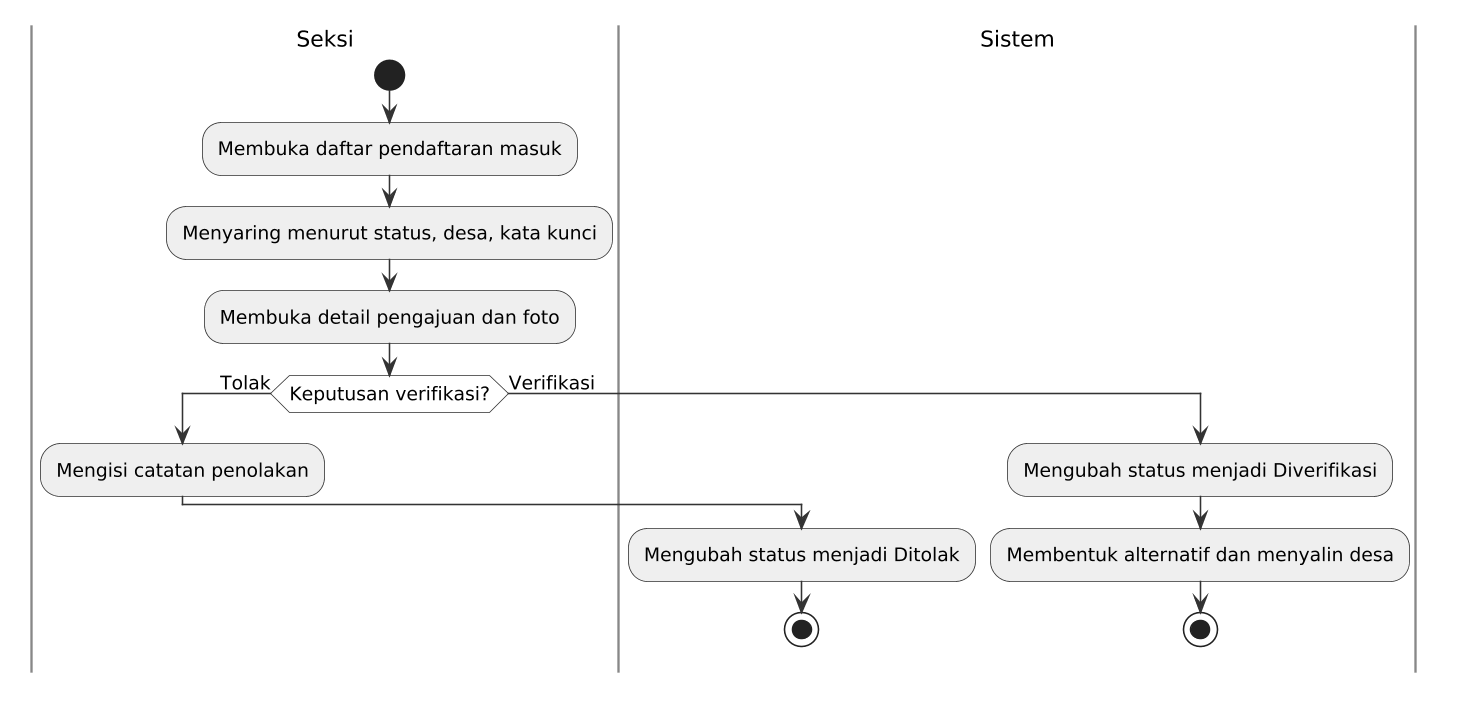 Seksi
Sistem
Membuka daftar pendaftaran masuk
Menyaring menurut status, desa, kata kunci
Membuka detail pengajuan dan foto
Tolak
Keputusan verifikasi?
Verifikasi
Mengisi catatan penolakan
Mengubah status menjadi Diverifikasi
Mengubah status menjadi Ditolak
Membentuk alternatif dan menyalin desa